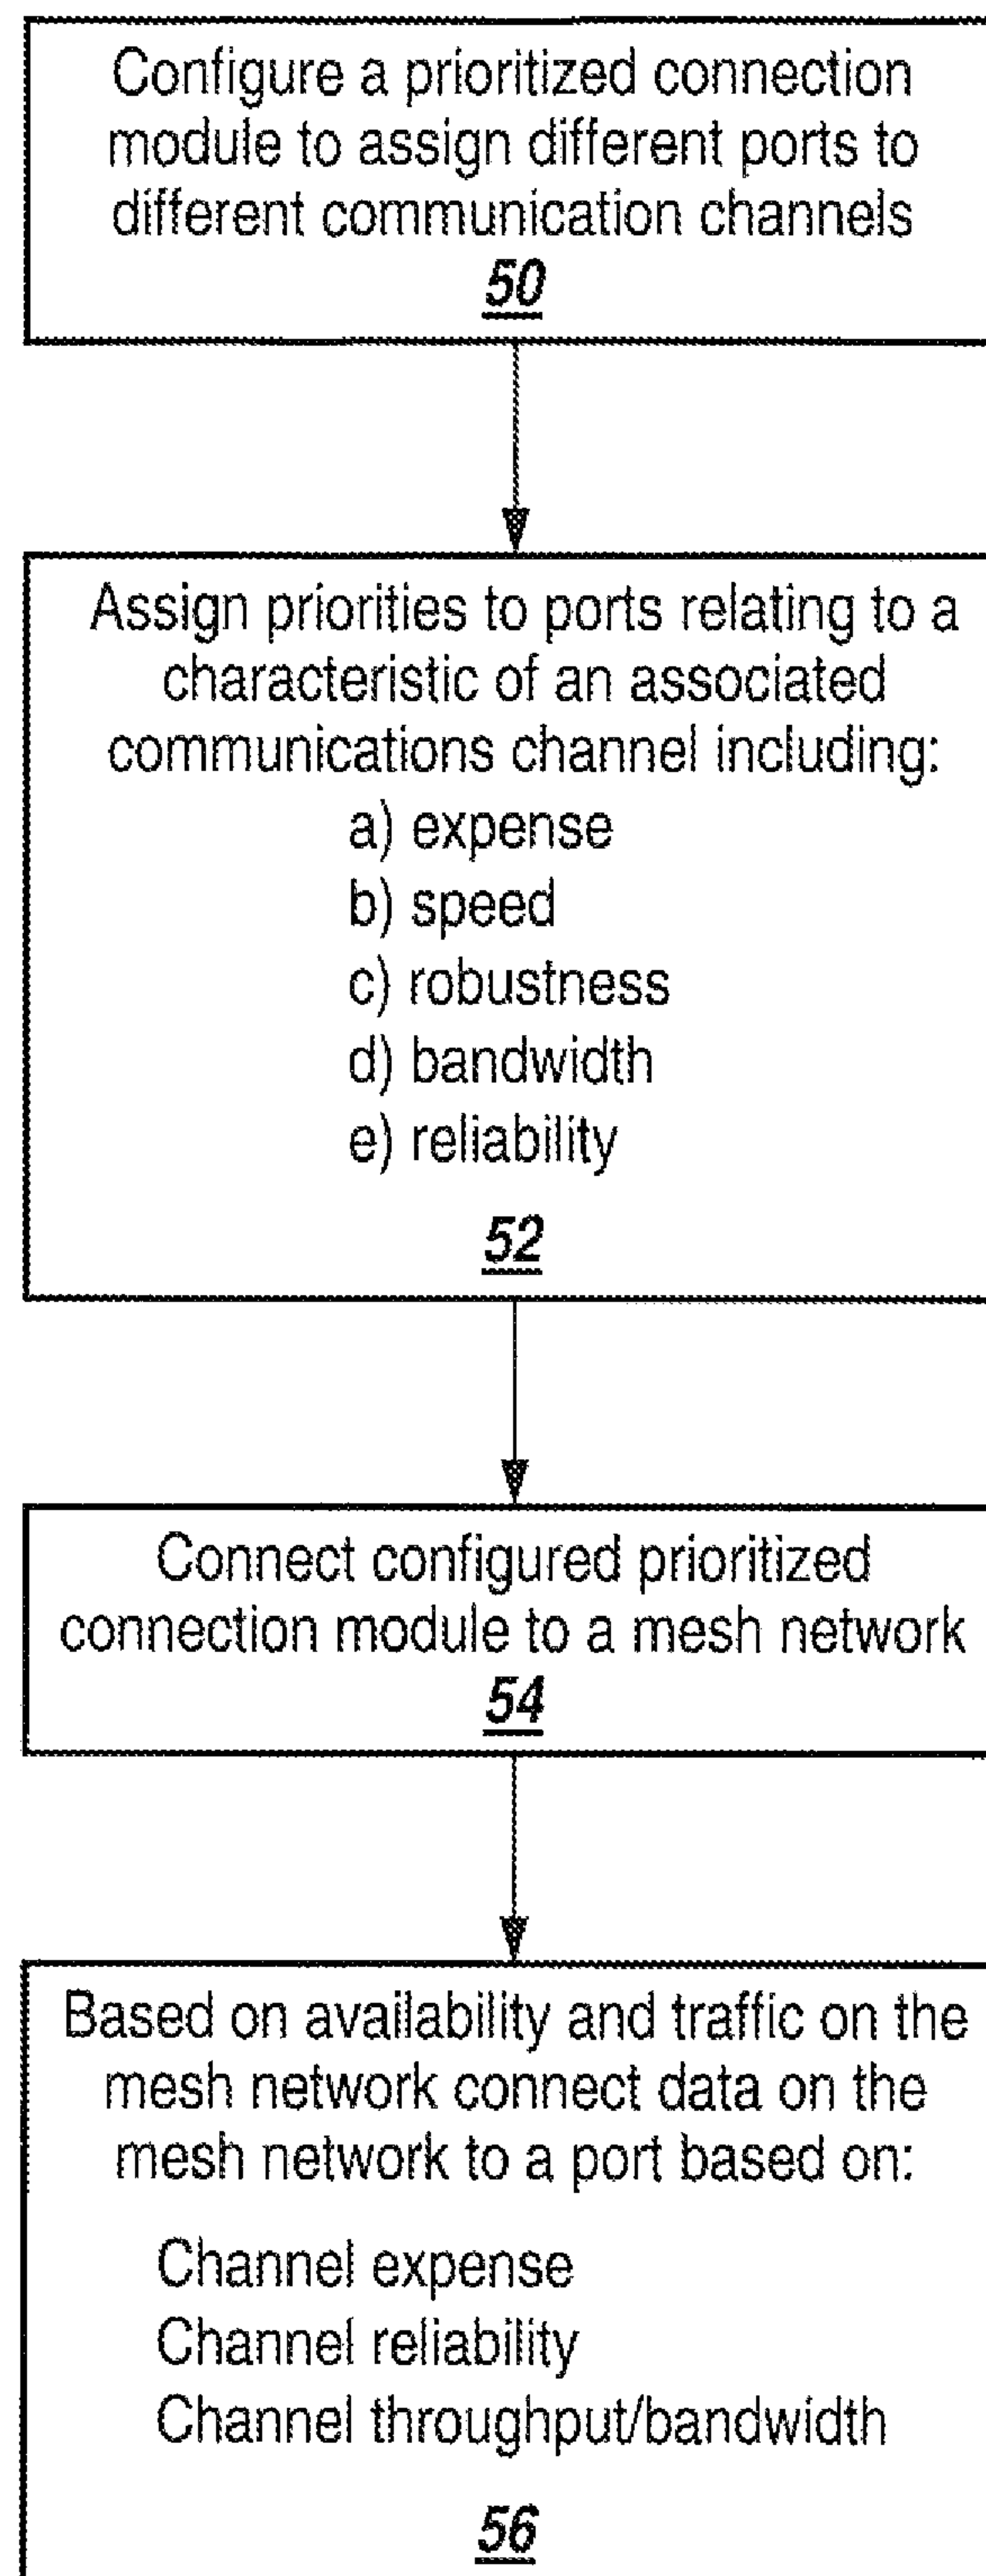 Configure a prioritized connection
module to assign different ports to
different communication channels
50
Assign priorities to ports relating to a
characteristic of an associated
communications channel including:
a) expense
b) speed
c) robustness
d) bandwidth
e) reliability
52
Connect configured prioritized
connection module to a mesh network
54
Based on availability and traffic on the
mesh network connect data on the
mesh network to a port based on:
Channel expense
Channel reliability
Channel throughput/bandwidth
56